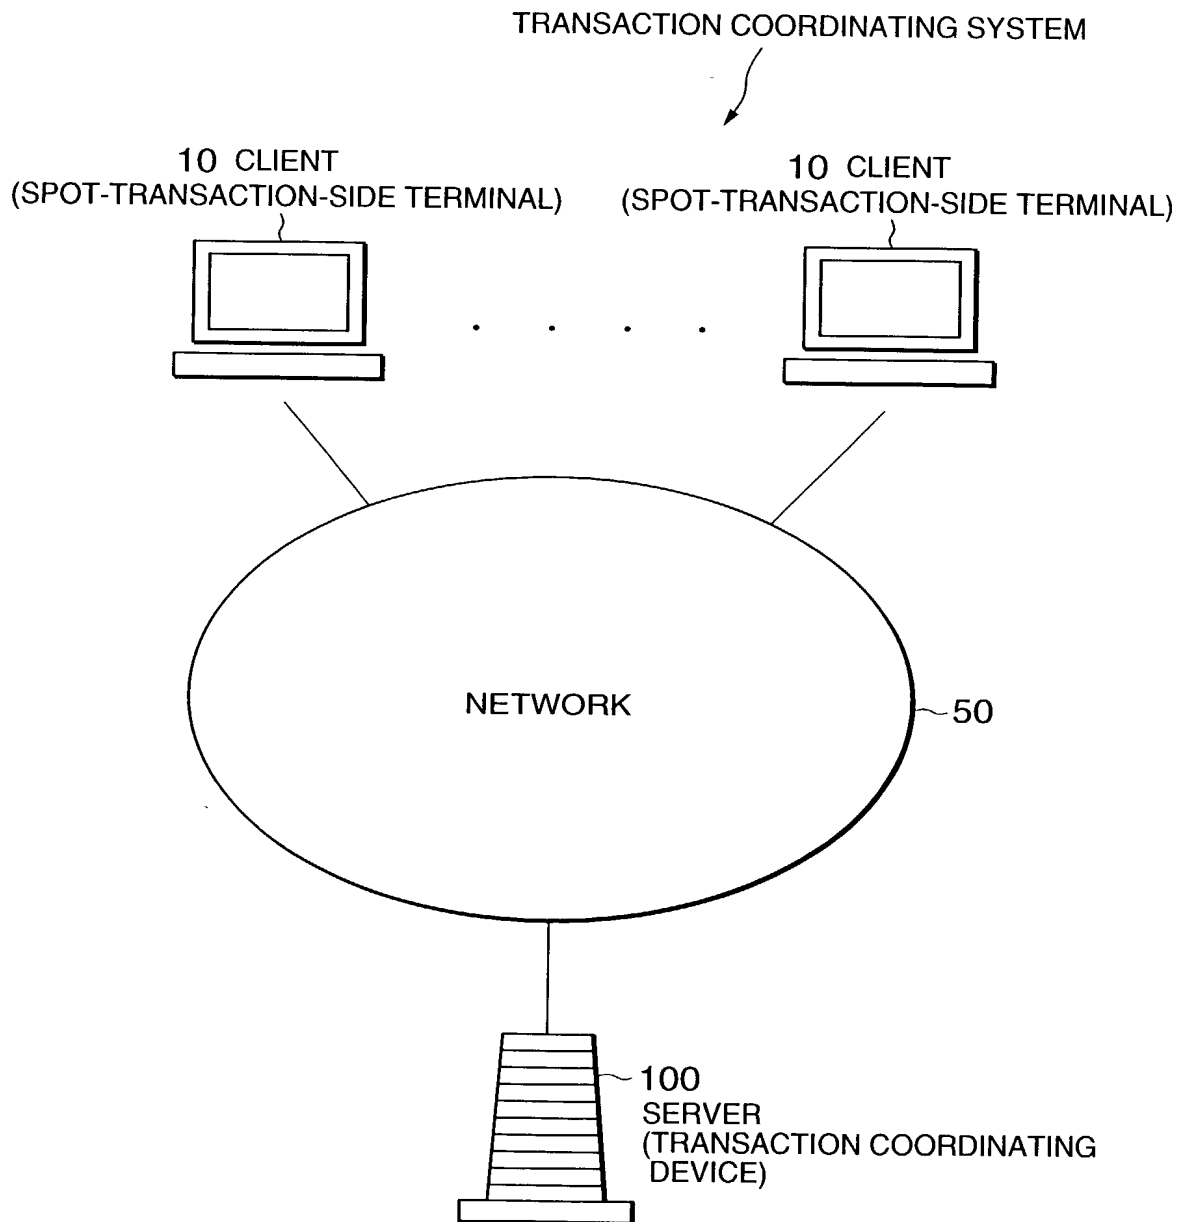 TRANSACTION COORDINATING SYSTEM
10 CLIENT
(SPOT-TRANSACTION-SIDE TERMINAL)
10 CLIENT
(SPOT-TRANSACTION-SIDE TERMINAL)
NETWORK
50
100
SERVER
(TRANSACTION COORDINATING
DEVICE)